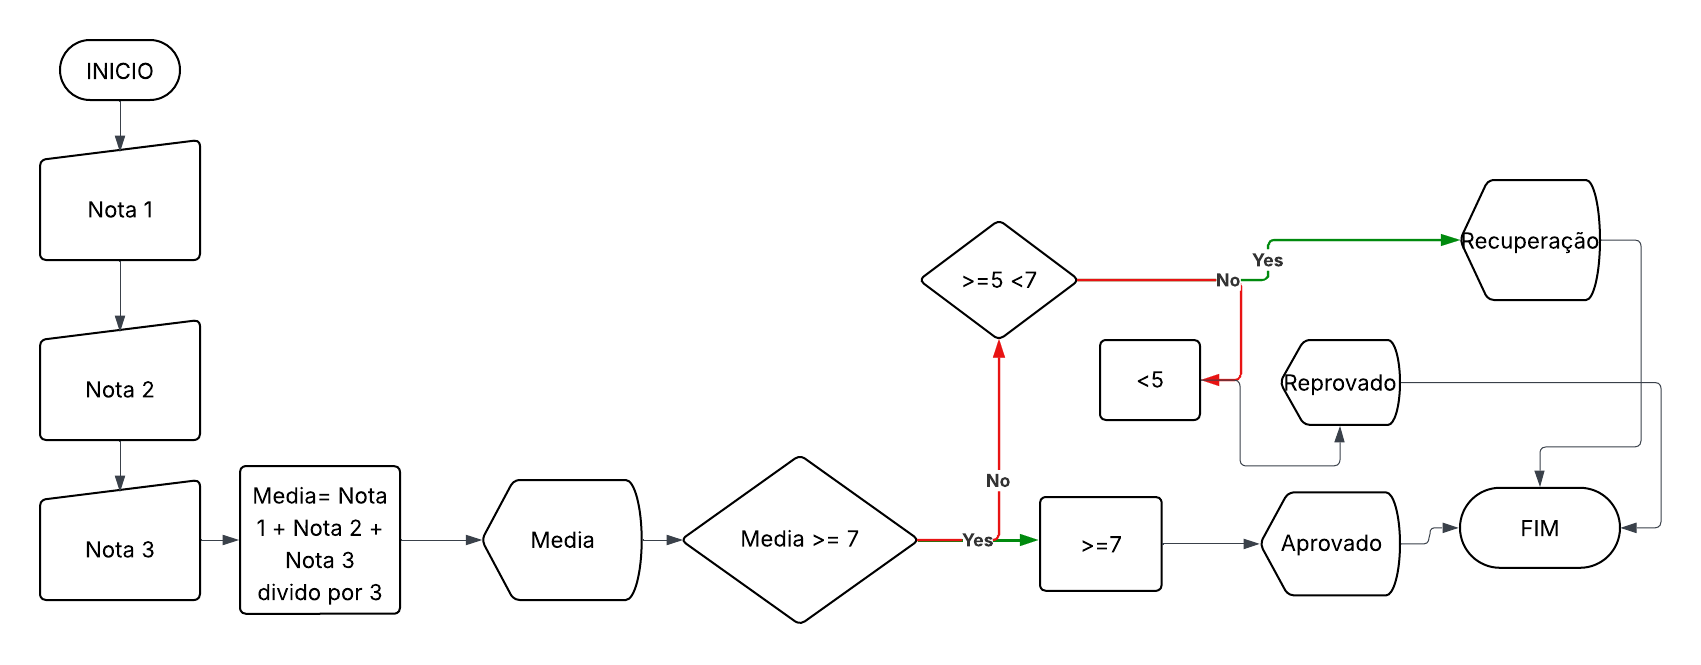 INICIO
Nota 1
Nota 2
Nota 3
Media= Nota
1 + Nota 2 +
Nota 3
divido por 3
Media
Media >= 7
Yes
No
>=5 <7
No
Yes
Recuperação
<5
Reprovado
>=7
Aprovado
FIM